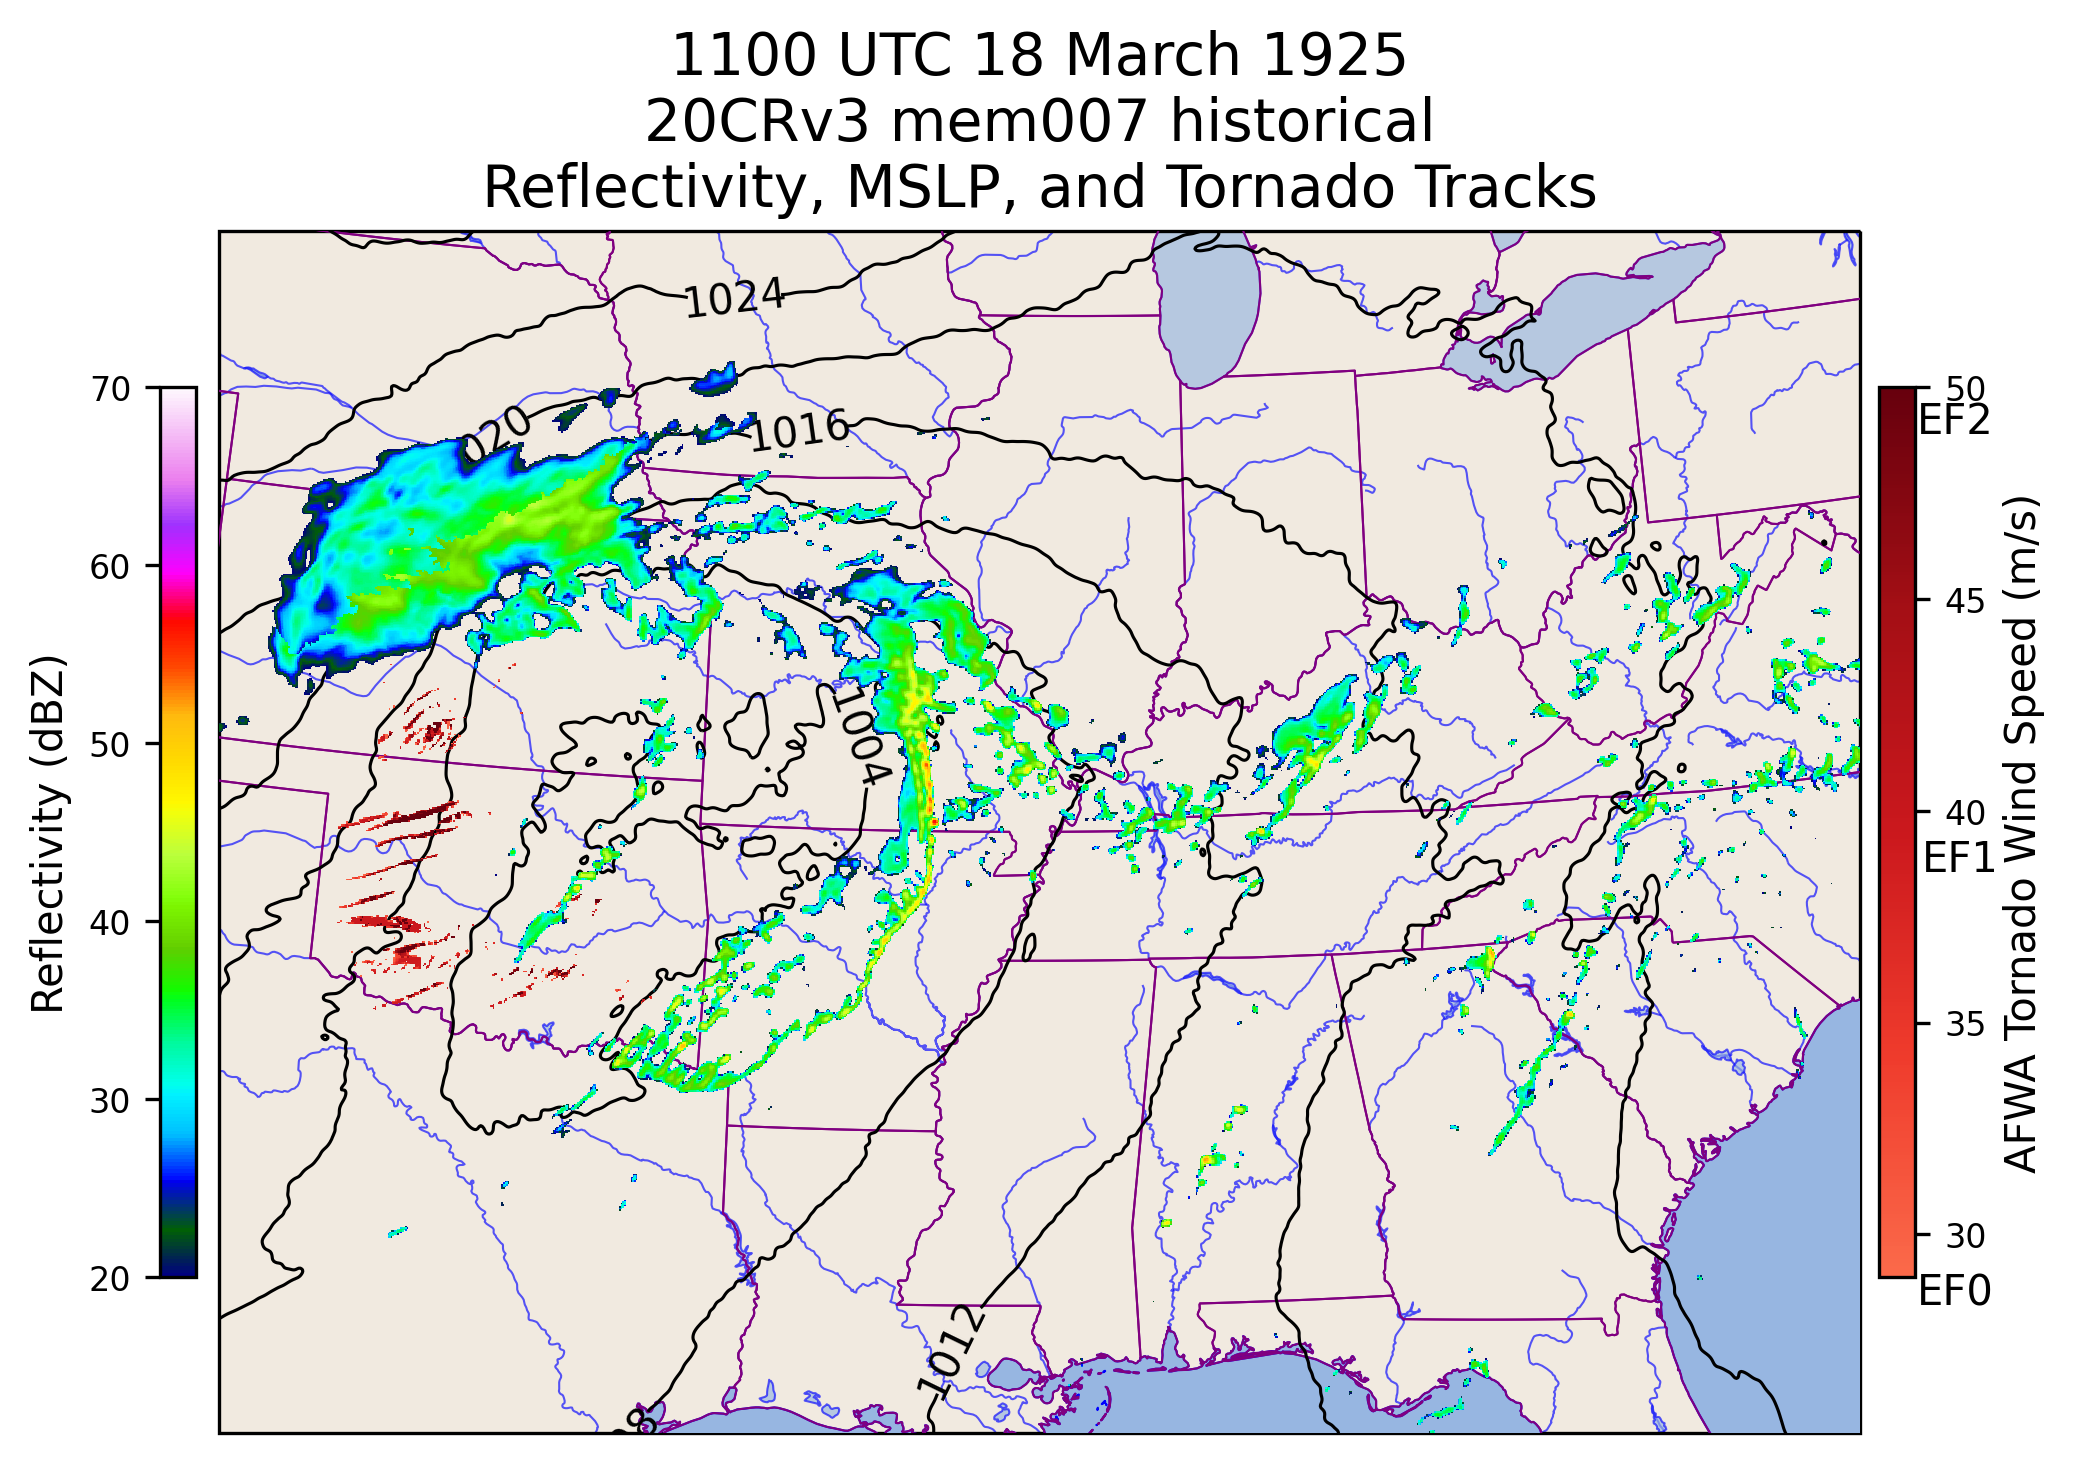 1100 UTC 18 March 1925
20CRv3 mem007 historical
Reflectivity, MSLP, and Tornado Tracks
1024
020
1016
1004
1012
8
70
60
50
40
30
20
Reflectivity (dBZ)
50
EF2
45
40
EF1
35
30
EF0
AFWA Tornado Wind Speed (m/s)